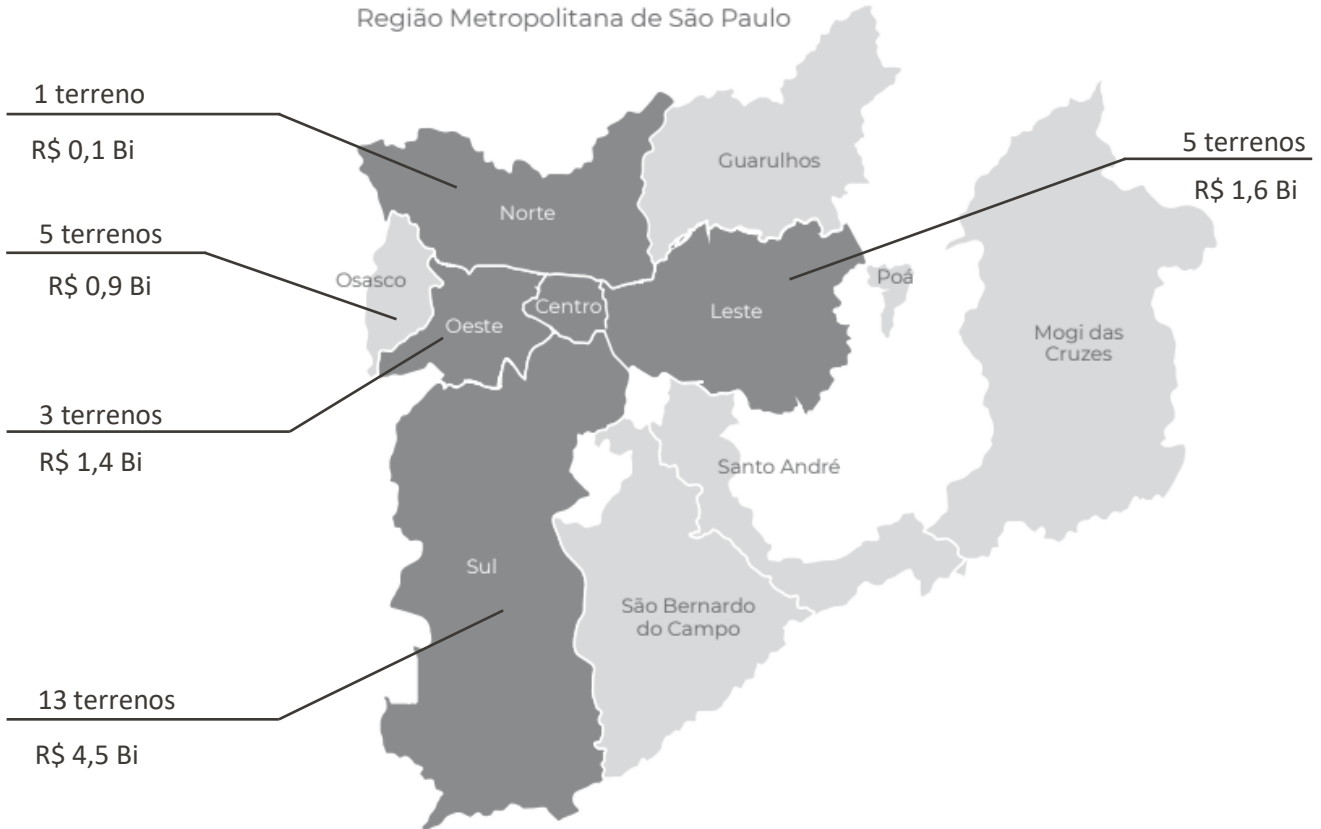 Região Metropolitana de São Paulo
1 terreno
R$ 0,1 Bi
5 terrenos
R$ 1,6 Bi
Guarulhos
Norte
5 terrenos
R$ 0,9 Bi
Osasco
Poá
Centro
Oeste
Leste
Mogi das
Cruzes
3 terrenos
R$ 1,4 Bi
Santo André
Sul
São Bernardo
do Campo
13 terrenos
R$ 4,5 Bi